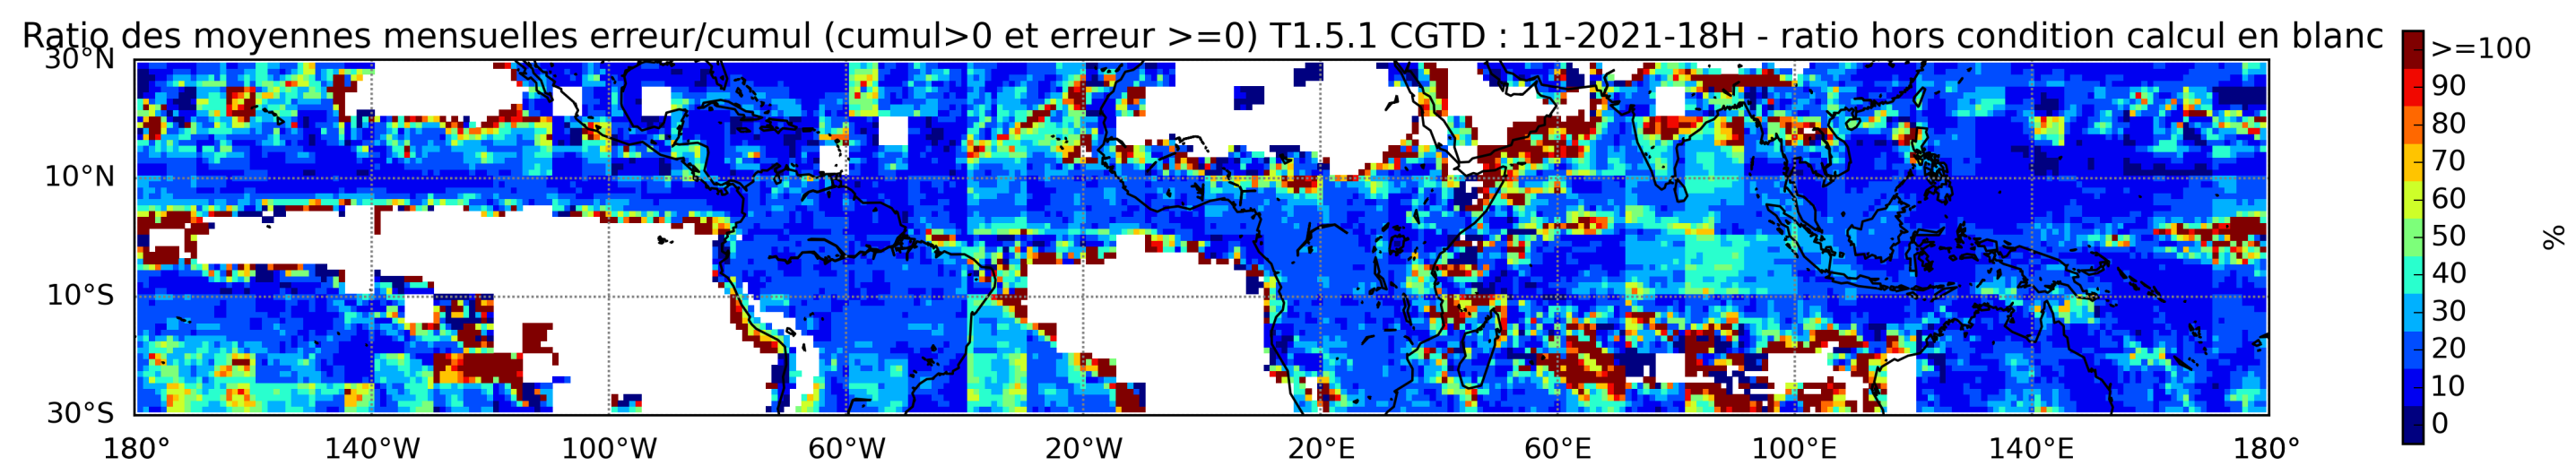 Ratio des moyennes mensuelles erreur/cumul (cumul>0 et erreur >=0) T1.5.1 CGTD : 11-2021-18H - ratio hors condition calcul en blanc
30°N
10°N
10°S
30°S
180°
140°W
100°W
60°W
20°W
20°E
60°E
100°E
140°E
180°
>=100
90
80
70
60
50
40
30
20
10
0
%